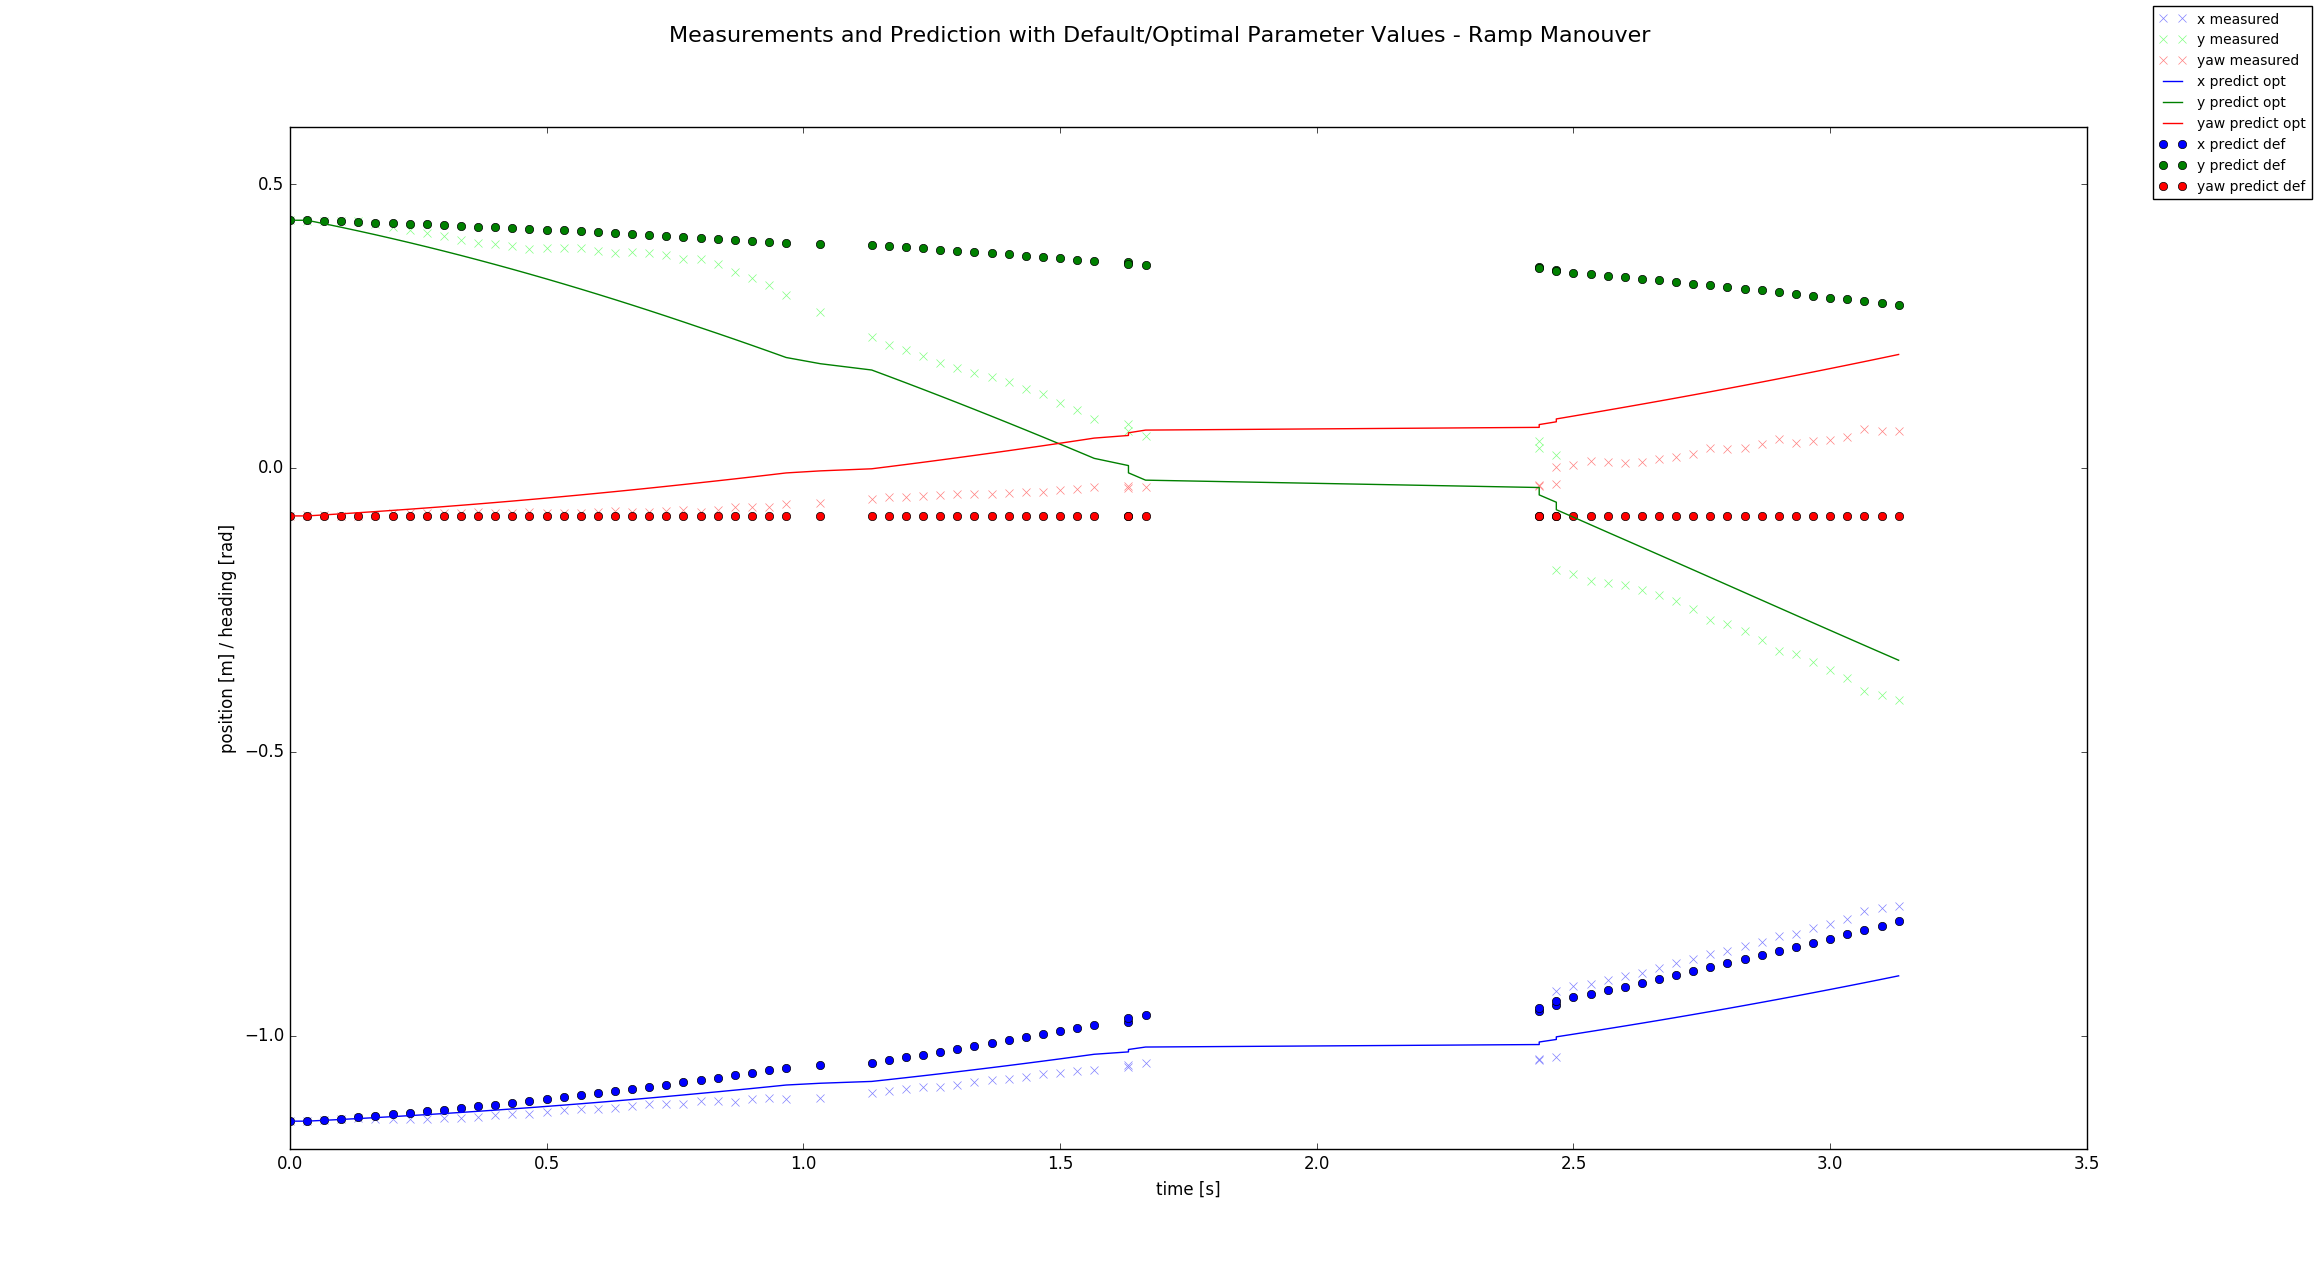 Measurements and Prediction with Default/Optimal Parameter Values - Ramp Manouver
x measured
y measured
yaw measured
x predict opt
y predict opt
yaw predict opt
x predict def
y predict def
yaw predict def
position [m] / heading [rad]
0.5
0.0
−0.5
−1.0
0.0 0.5 1.0 1.5 2.0 2.5 3.0 3.5
time [s]